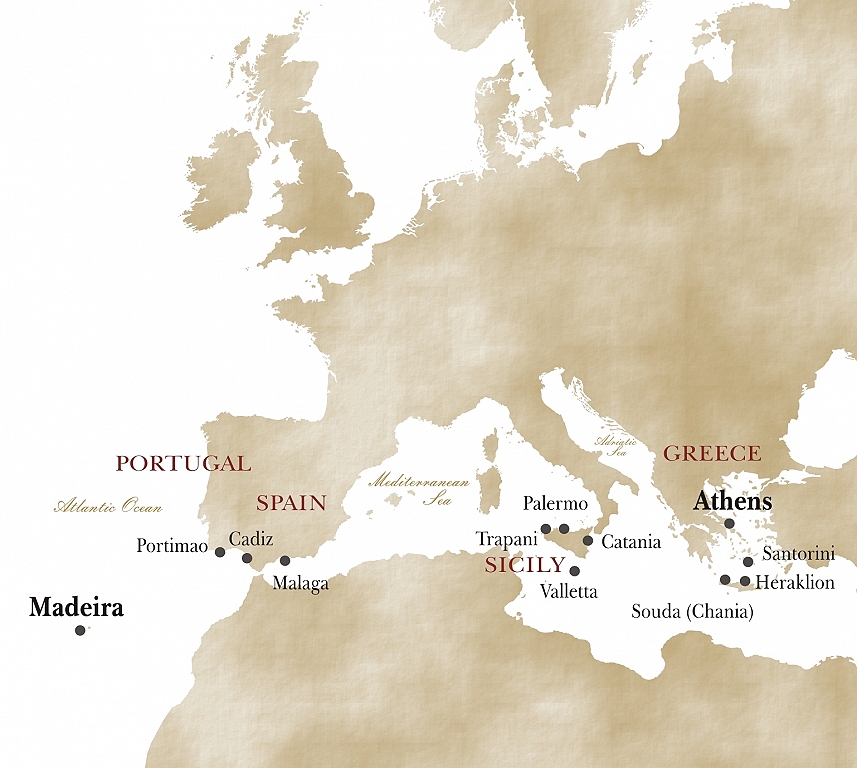 PORTUGAL
Adriatic
Sea
GREECE
Mediterranean
Sea
Atlantic Ocean
SPAIN
Palermo
Athens
Portimao
Cadiz
Trapani
Catania
Santorini
SICILY
Malaga
Heraklion
Valletta
Madeira
Souda (Chania)